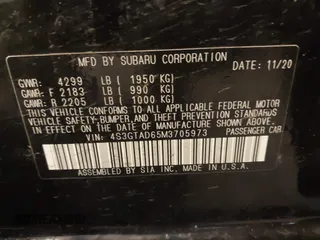 MFD BY SUBARU CORPORATION
DATE: 11/20
GVWR: 4299 LB ( 1950 KG)
GAWR: F 2183 LB ( 990 KG)
GAWR: R 2205 LB ( 1000 KG)
THIS VEHICLE CONFORMS TO ALL APPLICABLE FEDERAL MOTOR
VEHICLE SAFETY, BUMPER, AND THEFT PREVENTION STANDARDS
IN EFFECT ON THE DATE OF MANUFACTURE SHOWN ABOVE.
VIN: 4S3GTAD65M3705973 PASSENGER CAR
ASSEMBLED BY SIA INC. MADE IN U.S.A.